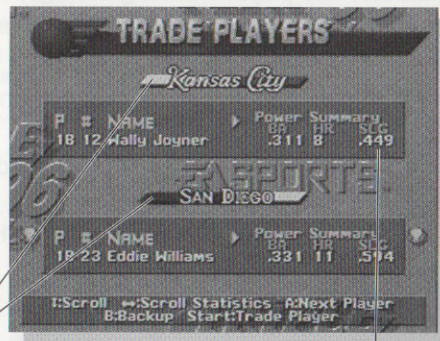 TRADE PLAYERS
Kansas City
P # NAME Power Summary
BA HR SLG
1B 12 Wally Joyner .311 8 .449
EA SPORTS
SAN DIEGO
P # NAME Power Summary
BA HR SLG
1B 23 Eddie Williams .331 11 .594
↕:Scroll ↔:Scroll Statistics A:Next Player
B:Backup Start:Trade Player